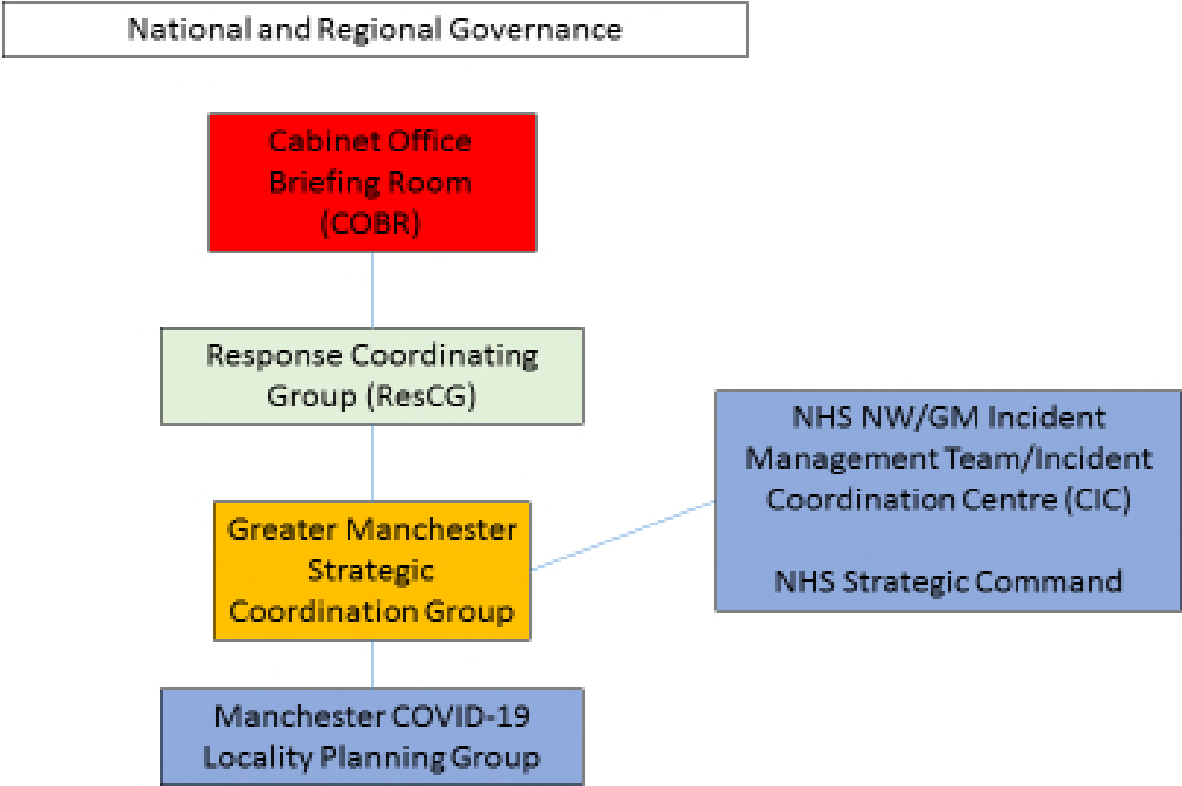 National and Regional Governance
Cabinet Office
Briefing Room
(COBR)
Response Coordinating
Group (ResCG)
Greater Manchester
Strategic
Coordination Group
NHS NW/GM Incident
Management Team/Incident
Coordination Centre (CIC)
NHS Strategic Command
Manchester COVID-19
Locality Planning Group